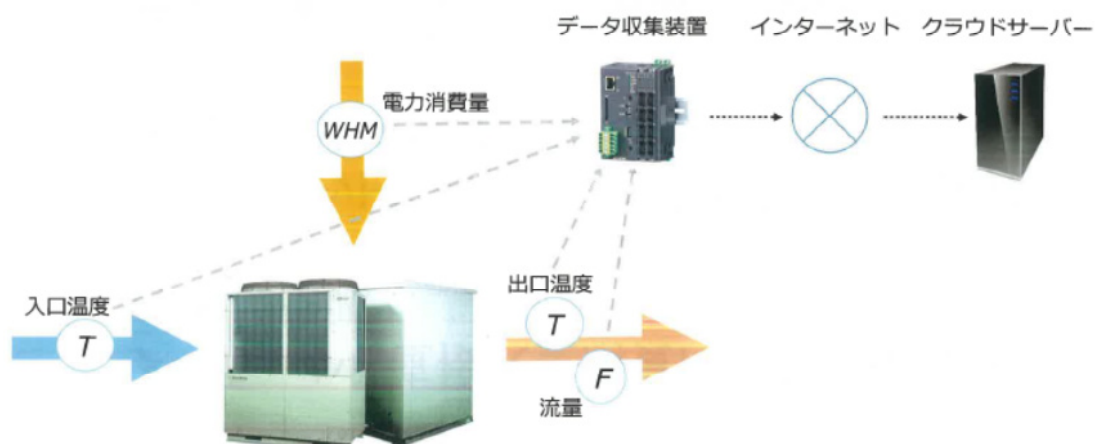 データ収集装置
インターネット
クラウドサーバー
電力消費量
WHM
入口温度
T
出口温度
T
F
流量